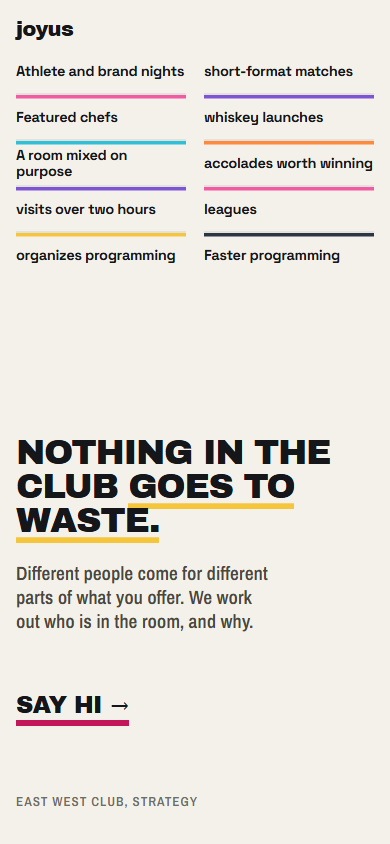 joyus
Athlete and brand nights
short-format matches
Featured chefs
whiskey launches
A room mixed on
purpose
accolades worth winning
visits over two hours
leagues
organizes programming
Faster programming
NOTHING IN THE
CLUB GOES TO
WASTE.
Different people come for different
parts of what you offer. We work
out who is in the room, and why.
SAY HI →
EAST WEST CLUB, STRATEGY